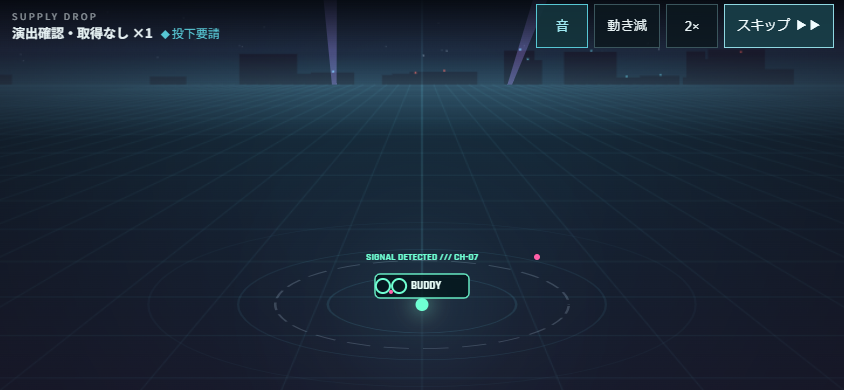 SUPPLY DROP
演出確認・取得なし ×1 ◆投下要請
音
動き減
2×
スキップ ▶▶
SIGNAL DETECTED /// CH-07
BUDDY